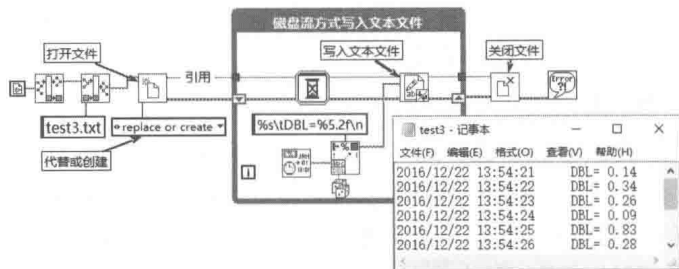 磁盘流方式写入文本文件
打开文件
写入文本文件
关闭文件
引用
Error
?!
test3.txt
replace or create
代替或创建
%s\tDBL=%5.2f\n
i
test3 - 记事本
文件(F) 编辑(E) 格式(O) 查看(V) 帮助(H)
2016/12/22 13:54:21 DBL= 0.14
2016/12/22 13:54:22 DBL= 0.34
2016/12/22 13:54:23 DBL= 0.26
2016/12/22 13:54:24 DBL= 0.09
2016/12/22 13:54:25 DBL= 0.83
2016/12/22 13:54:26 DBL= 0.28